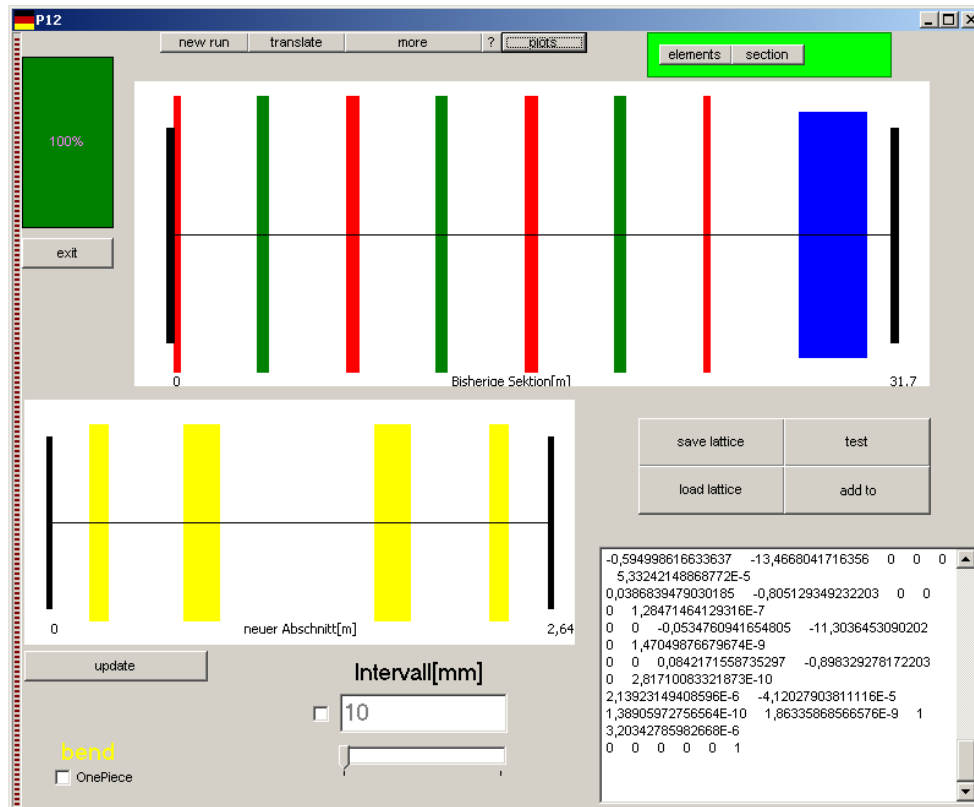 P12
new run translate more ? plots
elements section
100%
exit
0 Bisherige Sektion[m] 31.7
save lattice test
load lattice add to
0 neuer Abschnitt[m] 2,64
update
Intervall[mm]
10
bend
OnePiece
-0,594998616633637 -13,4668041716356 0 0 0
5,33242148868772E-5
0,0386839479030185 -0,805129349232203 0 0
0 1,28471464129316E-7
0 0 -0,0534760941654805 -11,3036453090202
0 1,47049876679674E-9
0 0 0,0842171558735297 -0,898329278172203
0 2,81710083321873E-10
2,13923149408596E-6 -4,12027903811116E-5
1,38905972756564E-10 1,86335868566576E-9 1
3,20342785982668E-6
0 0 0 0 0 1